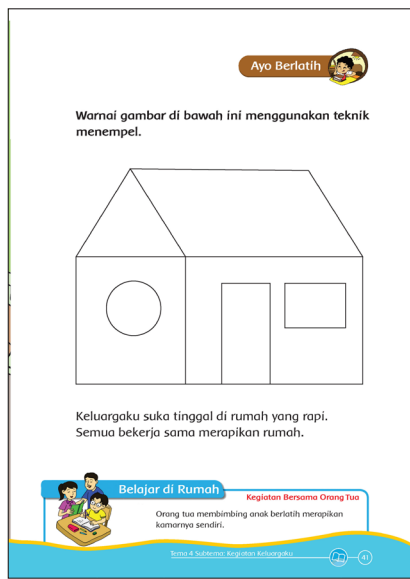 Ayo Berlatih
Warnai gambar di bawah ini menggunakan teknik
menempel.
Keluargaku suka tinggal di rumah yang rapi.
Semua bekerja sama merapikan rumah.
Belajar di Rumah
Kegiatan Bersama Orang Tua
Orang tua membimbing anak berlatih merapikan
kamarnya sendiri.
Tema 4 Subtema: Kegiatan Keluargaku
41